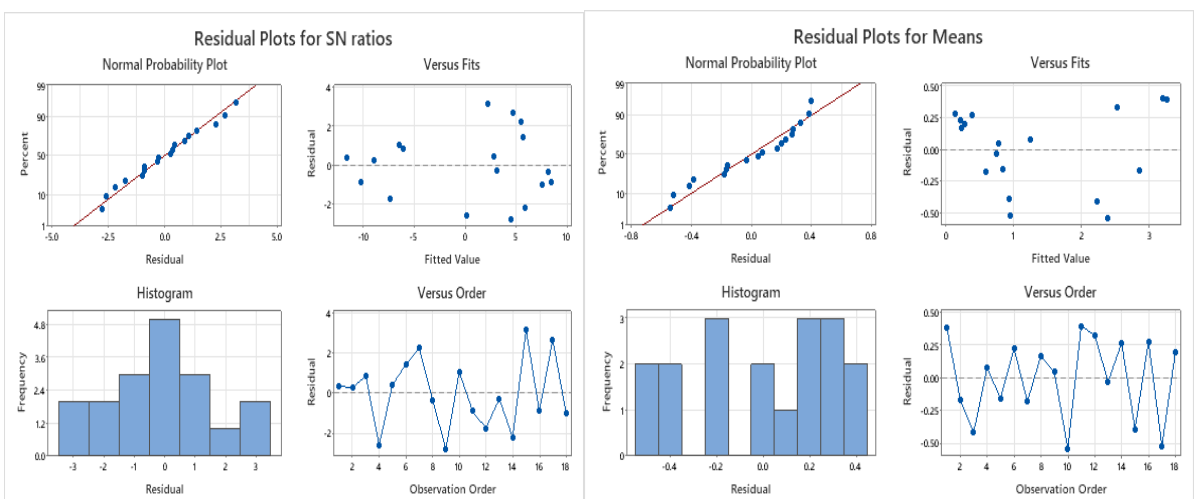 Residual Plots for SN ratios
Normal Probability Plot
Versus Fits
99
90
50
10
1
Percent
-5.0 -2.5 0.0 2.5 5.0
Residual
4
2
0
-2
Residual
-10 -5 0 5 10
Fitted Value
Histogram
Versus Order
4.8
3.6
2.4
1.2
0.0
Frequency
-3 -2 -1 0 1 2 3
Residual
4
2
0
-2
Residual
2 4 6 8 10 12 14 16 18
Observation Order
Residual Plots for Means
Normal Probability Plot
Versus Fits
99
90
50
10
1
Percent
-0.8 -0.4 0.0 0.4 0.8
Residual
0.50
0.25
0.00
-0.25
-0.50
Residual
0 1 2 3
Fitted Value
Histogram
Versus Order
3
2
1
0
Frequency
-0.4 -0.2 0.0 0.2 0.4
Residual
0.50
0.25
0.00
-0.25
-0.50
Residual
2 4 6 8 10 12 14 16 18
Observation Order